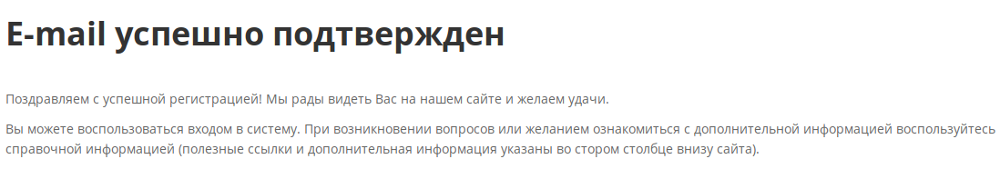 E-mail успешно подтвержден
Поздравляем с успешной регистрацией! Мы рады видеть Вас на нашем сайте и желаем удачи.
Вы можете воспользоваться входом в систему. При возникновении вопросов или желанием ознакомиться с дополнительной информацией воспользуйтесь
справочной информацией (полезные ссылки и дополнительная информация указаны во стором столбце внизу сайта).